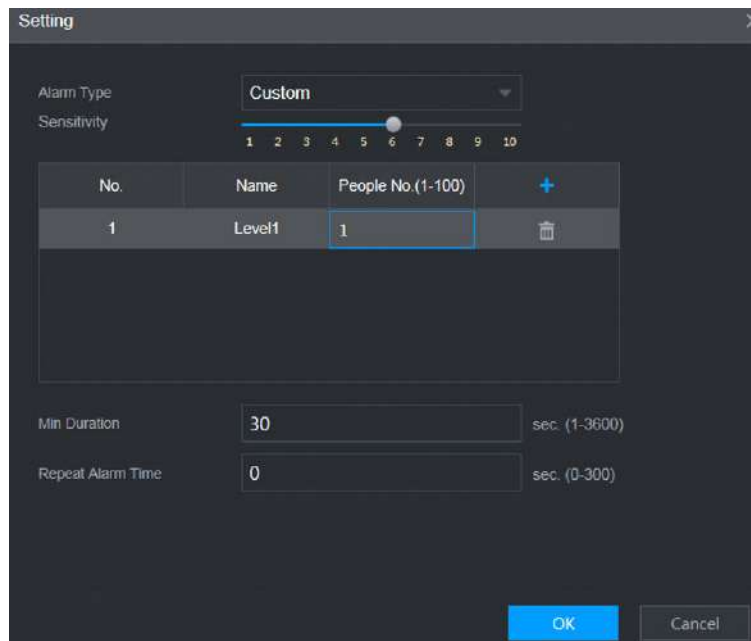 Setting
Alarm Type Custom
Sensitivity
1 2 3 4 5 6 7 8 9 10
No. Name People No.(1-100) +
1 Level1 1
Min Duration 30 sec. (1-3600)
Repeat Alarm Time 0 sec. (0-300)
OK Cancel